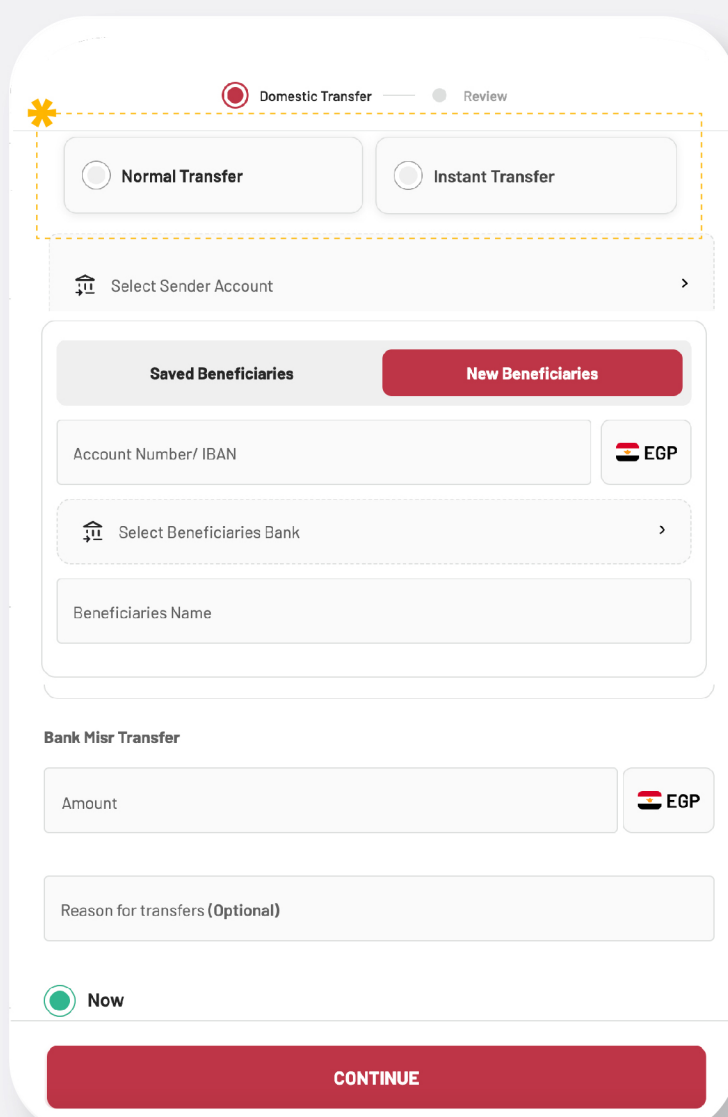 Domestic Transfer
Review
Normal Transfer
Instant Transfer
Select Sender Account
Saved Beneficiaries
New Beneficiaries
Account Number/ IBAN
EGP
Select Beneficiaries Bank
Beneficiaries Name
Bank Misr Transfer
Amount
EGP
Reason for transfers (Optional)
Now
CONTINUE